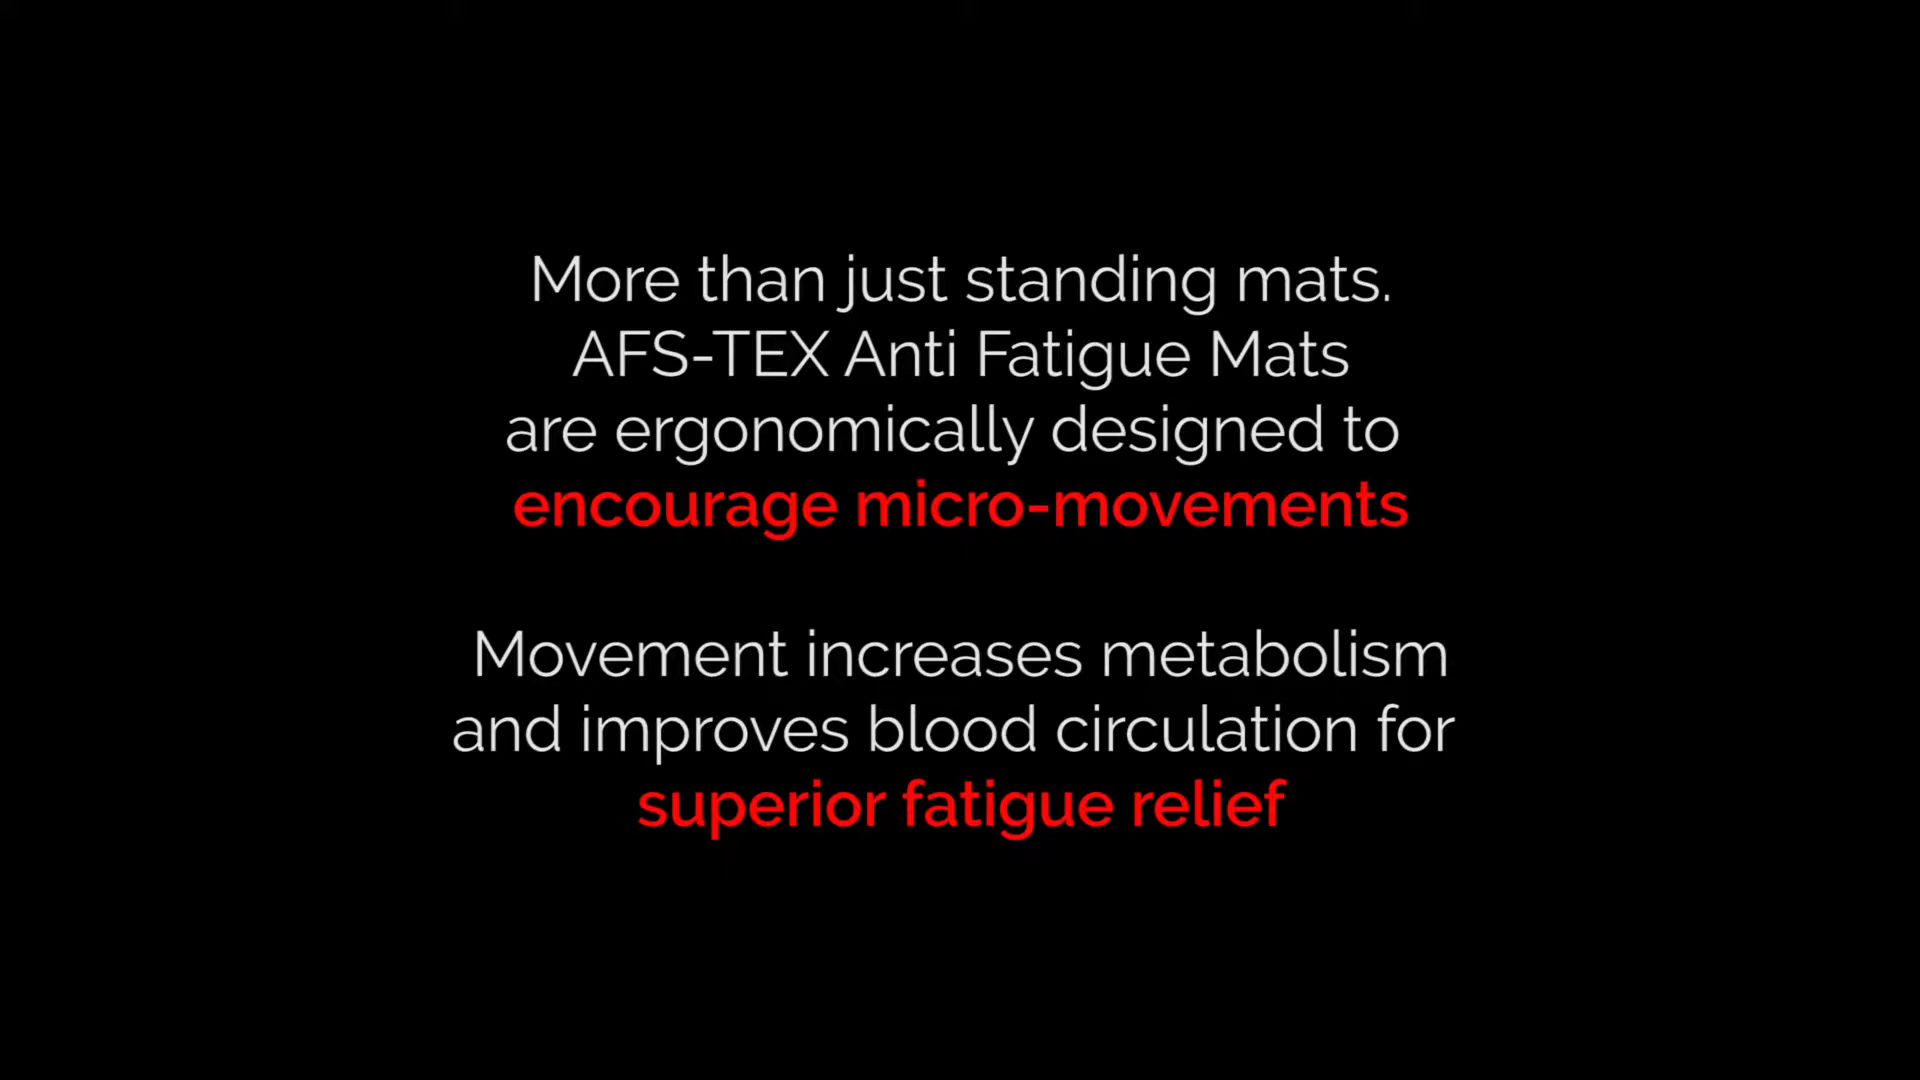 More than just standing mats.
AFS-TEX Anti Fatigue Mats
are ergonomically designed to
encourage micro-movements
Movement increases metabolism
and improves blood circulation for
superior fatigue relief